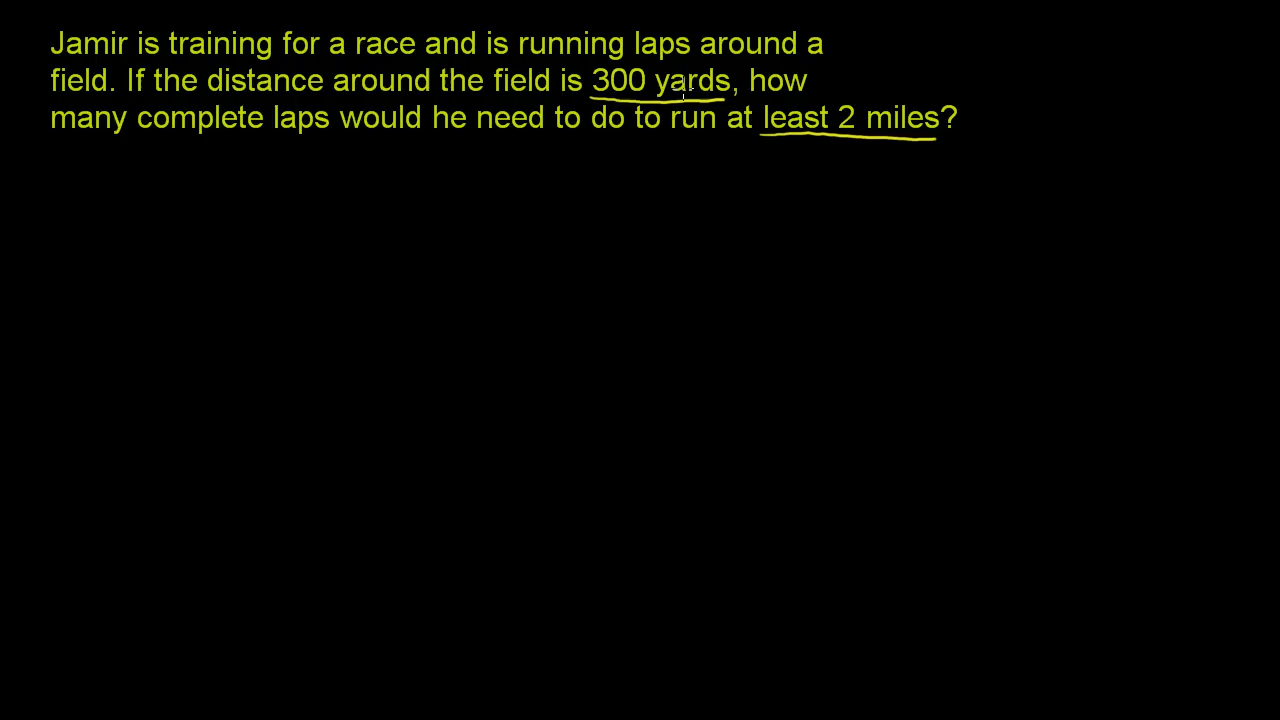 Jamir is training for a race and is running laps around a
field. If the distance around the field is 300 yards, how
many complete laps would he need to do to run at least 2 miles?